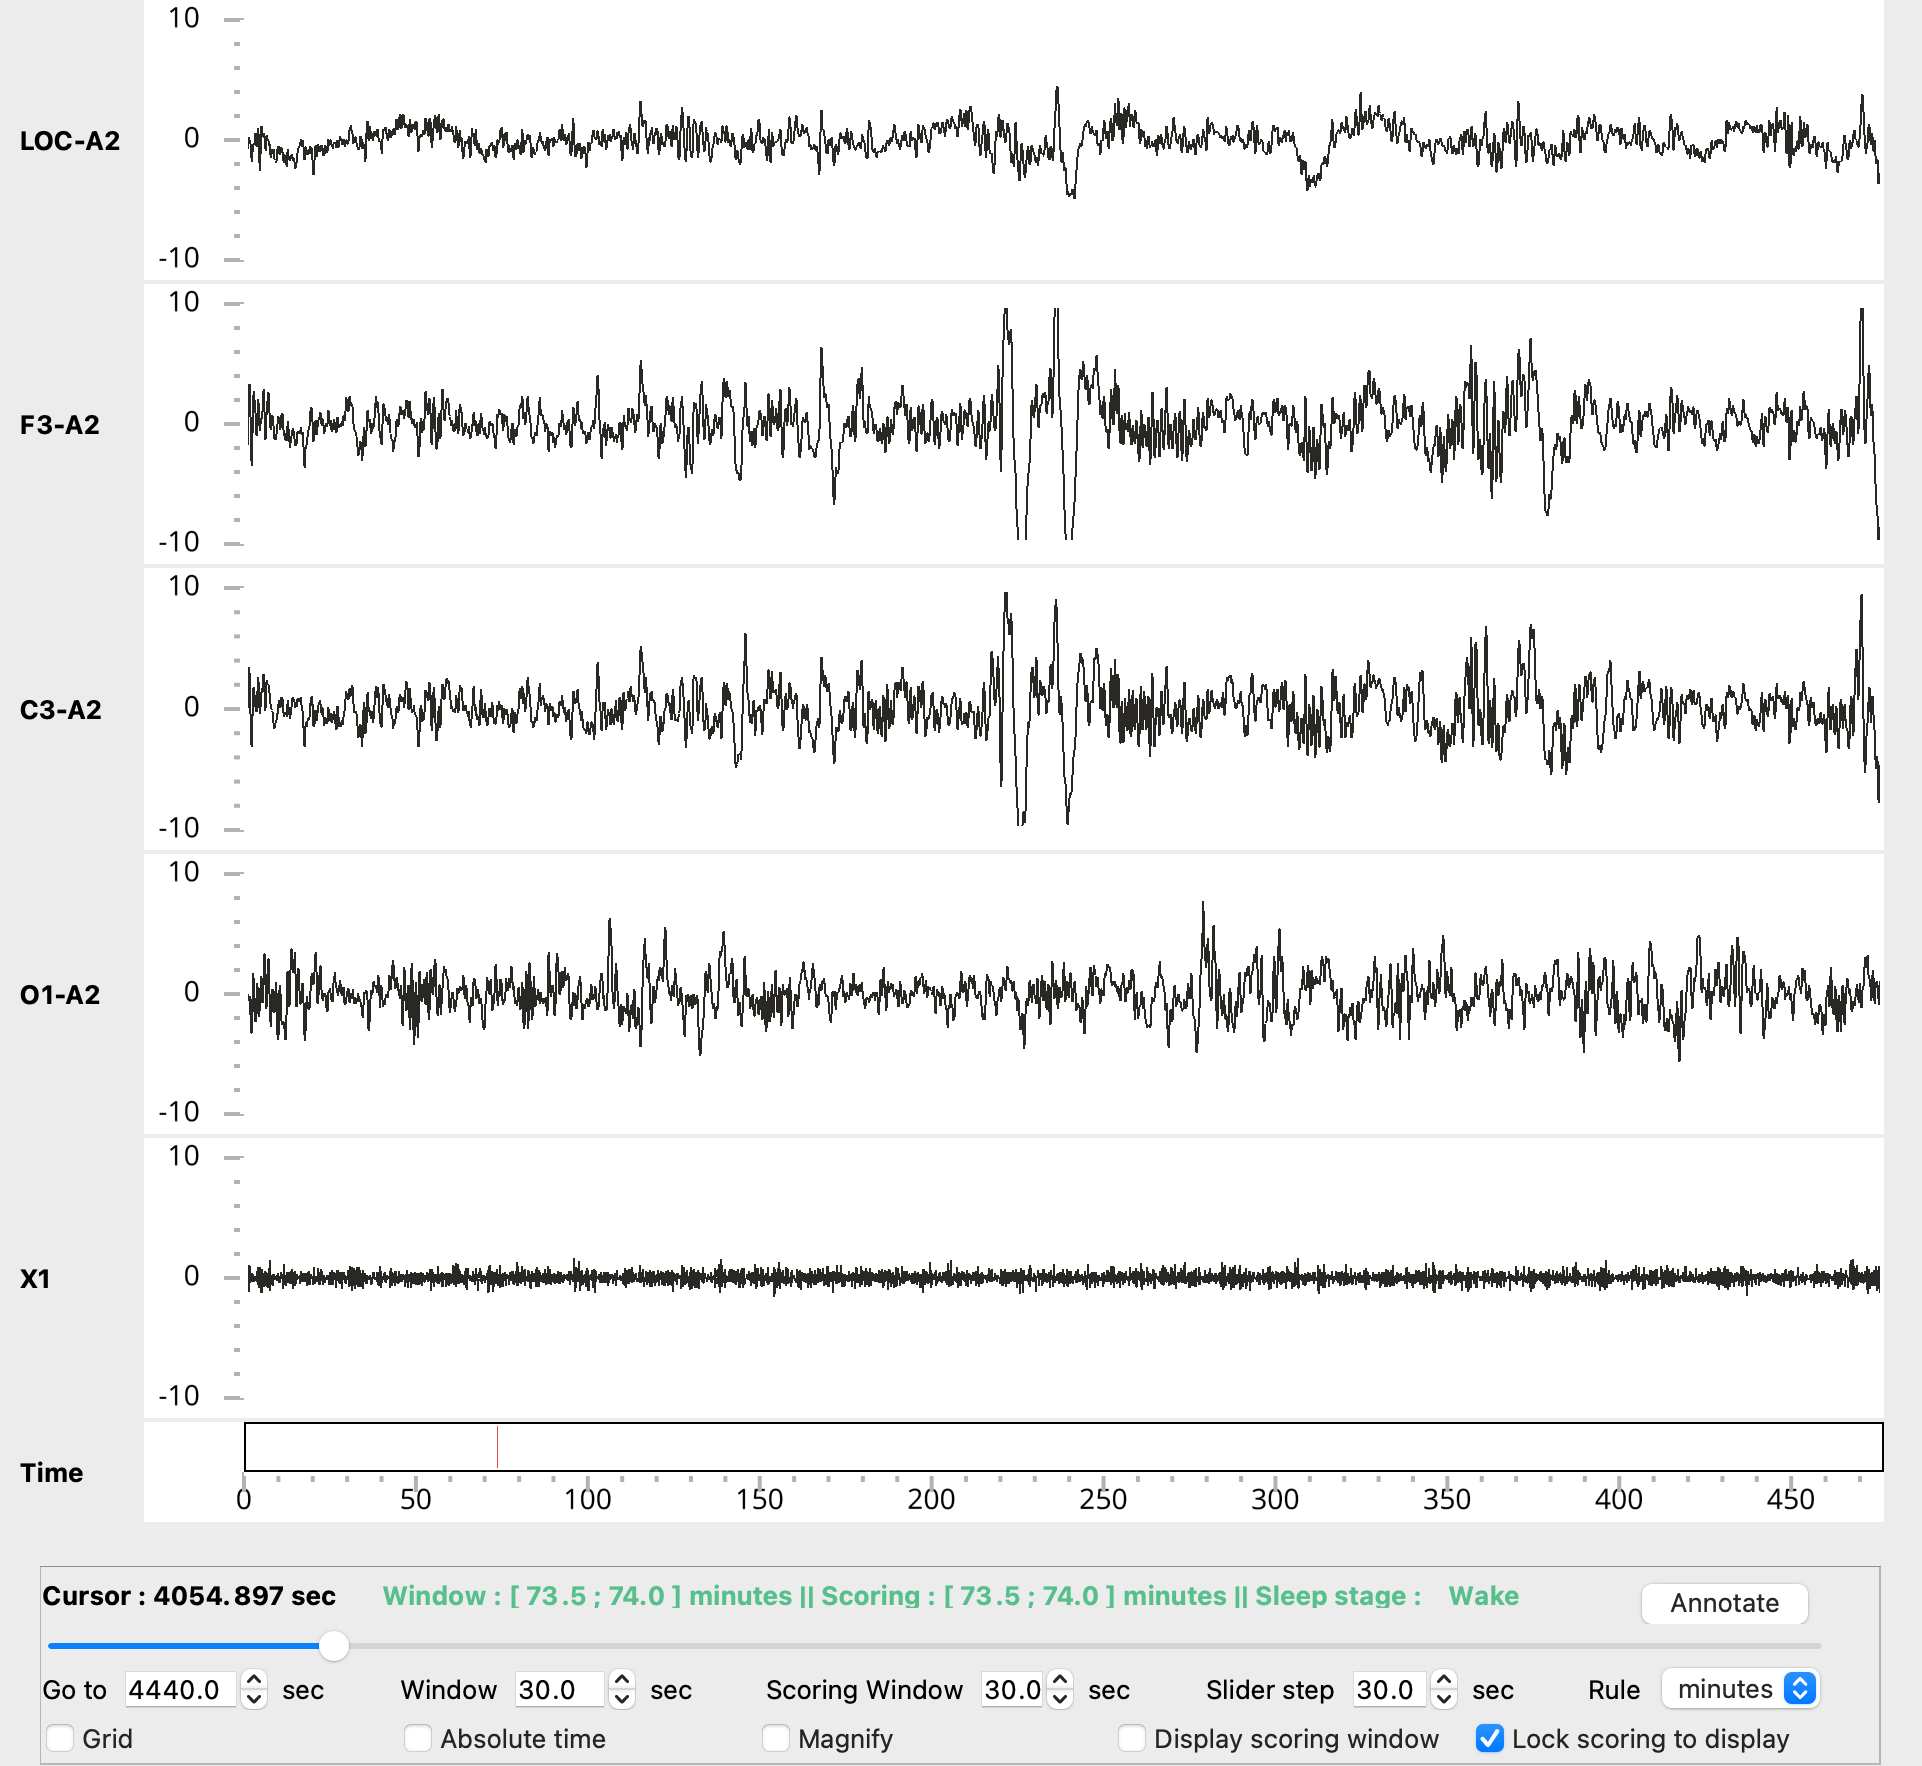 10
LOC-A2
0
-10
10
F3-A2
0
-10
10
C3-A2
0
-10
10
O1-A2
0
-10
10
X1
0
-10
Time
0 50 100 150 200 250 300 350 400 450
Cursor : 4054.897 sec Window : [ 73.5 ; 74.0 ] minutes || Scoring : [ 73.5 ; 74.0 ] minutes || Sleep stage : Wake Annotate
Go to 4440.0 sec Window 30.0 sec Scoring Window 30.0 sec Slider step 30.0 sec Rule minutes
Grid Absolute time Magnify Display scoring window Lock scoring to display